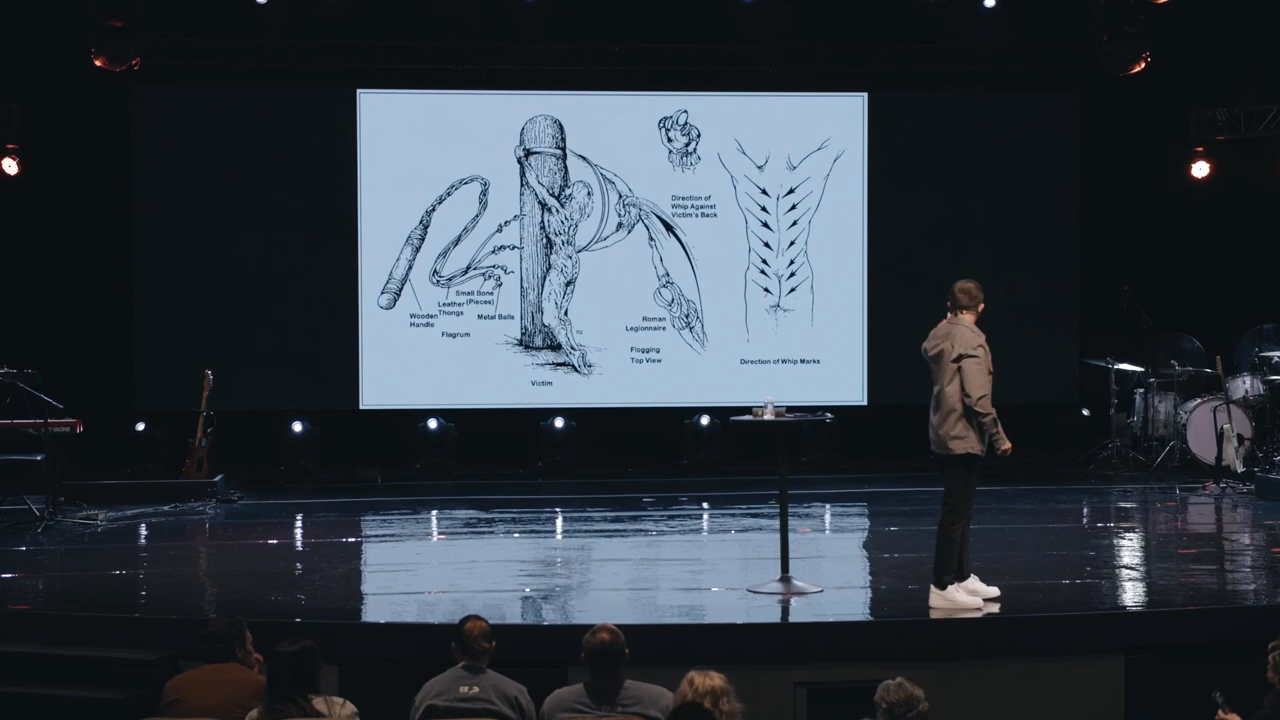 Direction of
Whip Against
Victim's Back
Small Bone
(Pieces)
Leather
Thongs
Metal Balls
Wooden
Handle
Flagrum
Roman
Legionnaire
Flogging
Top View
Direction of Whip Marks
Victim